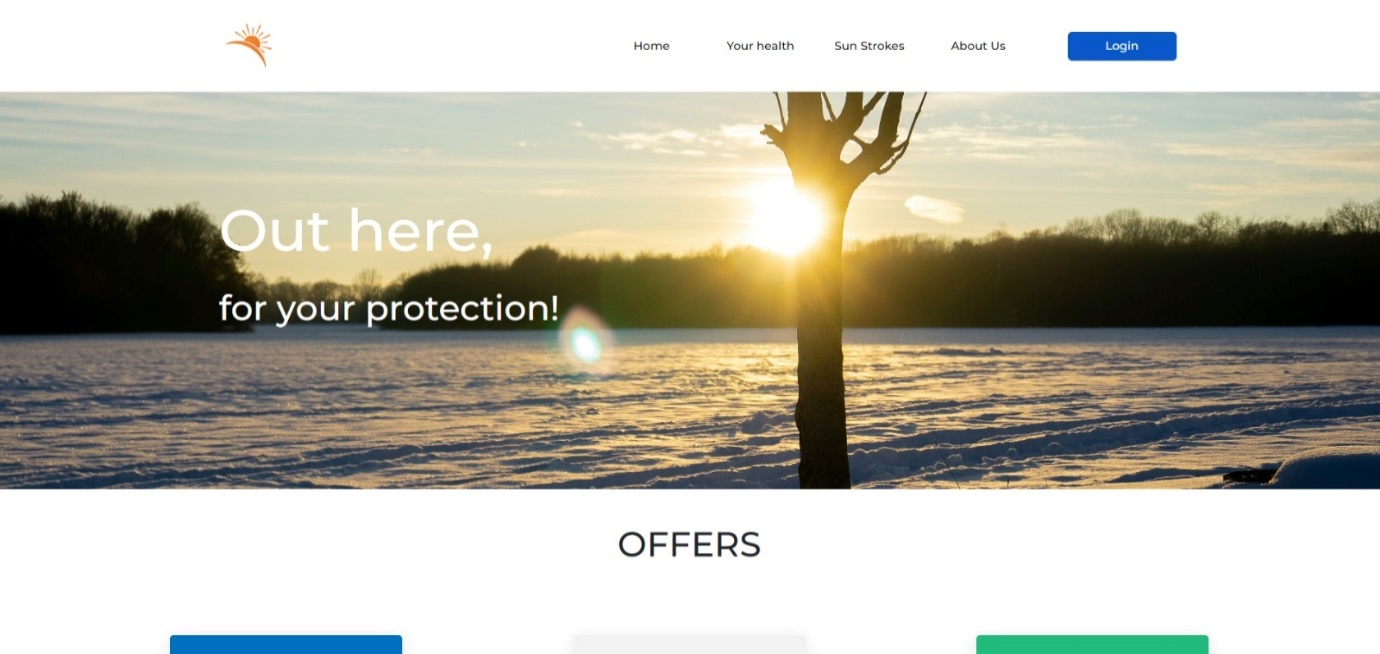 Home
Your health
Sun Strokes
About Us
Login
Out here,
for your protection!
OFFERS